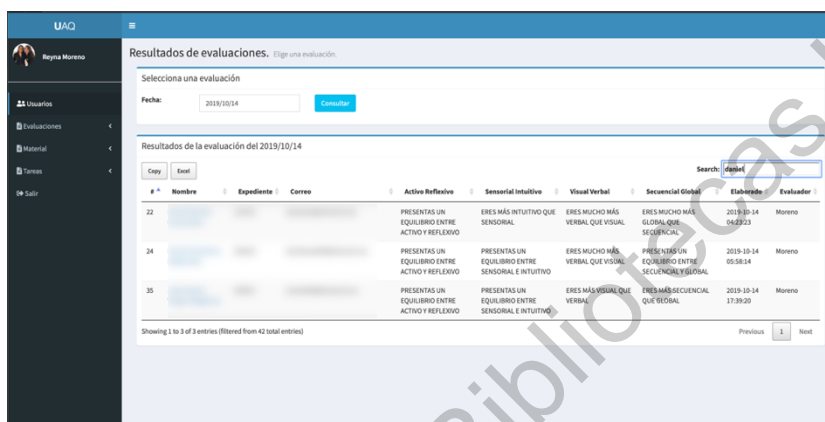 UAQ
Reyna Moreno
Usuarios
Evaluaciones
Material
Tareas
Salir
Resultados de evaluaciones. Elige una evaluación.
Selecciona una evaluación
Fecha: 2019/10/14 Consultar
Resultados de la evaluación del 2019/10/14
Copy Excel Search: daniel
# Nombre Expediente Correo Activo Reflexivo Sensorial Intuitivo Visual Verbal Secuencial Global Elaborado Evaluador
22 PRESENTAS UN ERES MÁS INTUITIVO QUE ERES MUCHO MÁS ERES MUCHO MÁS 2019-10-14 Moreno
EQUILIBRIO ENTRE SENSORIAL VERBAL QUE VISUAL GLOBAL QUE 04:23:23
ACTIVO Y REFLEXIVO SECUENCIAL
24 PRESENTAS UN PRESENTAS UN ERES MUCHO MÁS PRESENTAS UN 2019-10-14 Moreno
EQUILIBRIO ENTRE EQUILIBRIO ENTRE VERBAL QUE VISUAL EQUILIBRIO ENTRE 05:58:14
ACTIVO Y REFLEXIVO SENSORIAL E INTUITIVO SECUENCIAL Y GLOBAL
35 PRESENTAS UN PRESENTAS UN ERES MÁS VISUAL QUE ERES MÁS SECUENCIAL 2019-10-14 Moreno
EQUILIBRIO ENTRE EQUILIBRIO ENTRE VERBAL QUE GLOBAL 17:39:20
ACTIVO Y REFLEXIVO SENSORIAL E INTUITIVO
Showing 1 to 3 of 3 entries (filtered from 42 total entries) Previous 1 Next
Bibliotecas